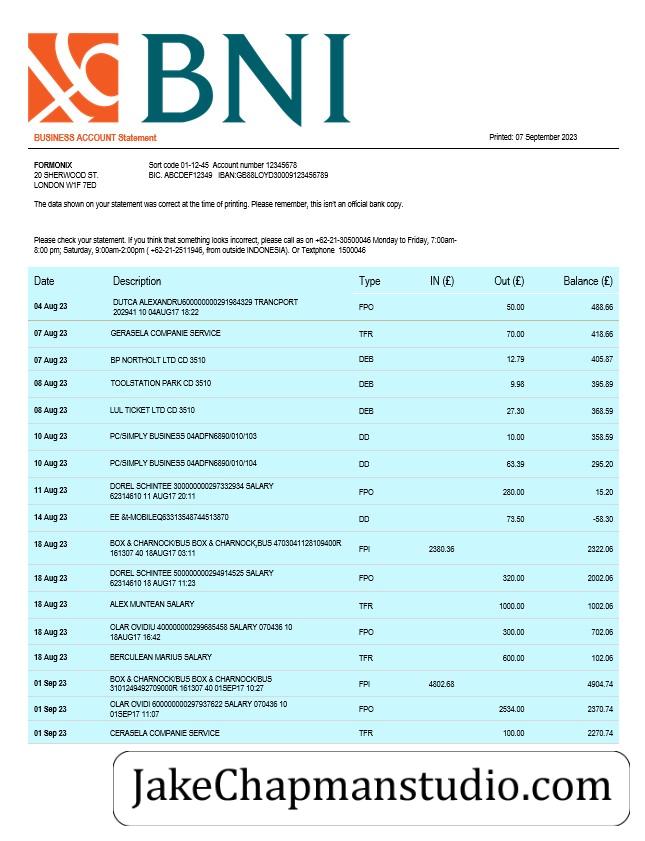 BNI
BUSINESS ACCOUNT Statement Printed: 07 September 2023
FORMONIX Sort code 01-12-45 Account number 12345678
20 SHERWOOD ST. BIC. ABCDEF12349 IBAN:GB88LOYD30009123456789
LONDON W1F 7ED
The data shown on your statement was correct at the time of printing. Please remember, this isn't an official bank copy.
Please check your statement. If you think that something looks incorrect, please call as on +62-21-30500046 Monday to Friday, 7:00am-
8:00 pm; Saturday, 9:00am-2:00pm ( +62-21-2511946, from outside INDONESIA). Or Textphone 1500046
Date Description Type IN (£) Out (£) Balance (£)
04 Aug 23 DUTCA ALEXANDRU600000000291984329 TRANCPORT FPO 50.00 488.66
202941 10 04AUG17 18:22
07 Aug 23 GERASELA COMPANIE SERVICE TFR 70.00 418.66
07 Aug 23 BP NORTHOLT LTD CD 3510 DEB 12.79 405.87
08 Aug 23 TOOLSTATION PARK CD 3510 DEB 9.98 395.89
08 Aug 23 LUL TICKET LTD CD 3510 DEB 27.30 368.59
10 Aug 23 PC/SIMPLY BUSINESS 04ADFN6890/010/103 DD 10.00 358.59
10 Aug 23 PC/SIMPLY BUSINESS 04ADFN6890/010/104 DD 63.39 295.20
11 Aug 23 DOREL SCHINTEE 300000000297332934 SALARY FPO 280.00 15.20
62314610 11 AUG17 20:11
14 Aug 23 EE &t-MOBILEQ63313548744513870 DD 73.50 -58.30
18 Aug 23 BOX & CHARNOCK/BUS BOX & CHARNOCK,BUS 4703041128109400R FPI 2380.36 2322.06
161307 40 18AUG17 03:11
18 Aug 23 DOREL SCHINTEE 500000000294914525 SALARY FPO 320.00 2002.06
62314610 18 AUG17 11:23
18 Aug 23 ALEX MUNTEAN SALARY TFR 1000.00 1002.06
18 Aug 23 OLAR OVIDIU 400000000299685458 SALARY 070436 10 FPO 300.00 702.06
18AUG17 16:42
18 Aug 23 BERCULEAN MARIUS SALARY TFR 600.00 102.06
01 Sep 23 BOX & CHARNOCK/BUS BOX & CHARNOCK/BUS FPI 4802.68 4904.74
3101249492709000R 161307 40 01SEP17 10:27
01 Sep 23 OLAR OVIDI 600000000297937622 SALARY 070436 10 FPO 2534.00 2370.74
01SEP17 11:07
01 Sep 23 CERASELA COMPANIE SERVICE TFR 100.00 2270.74
JakeChapmanstudio.com